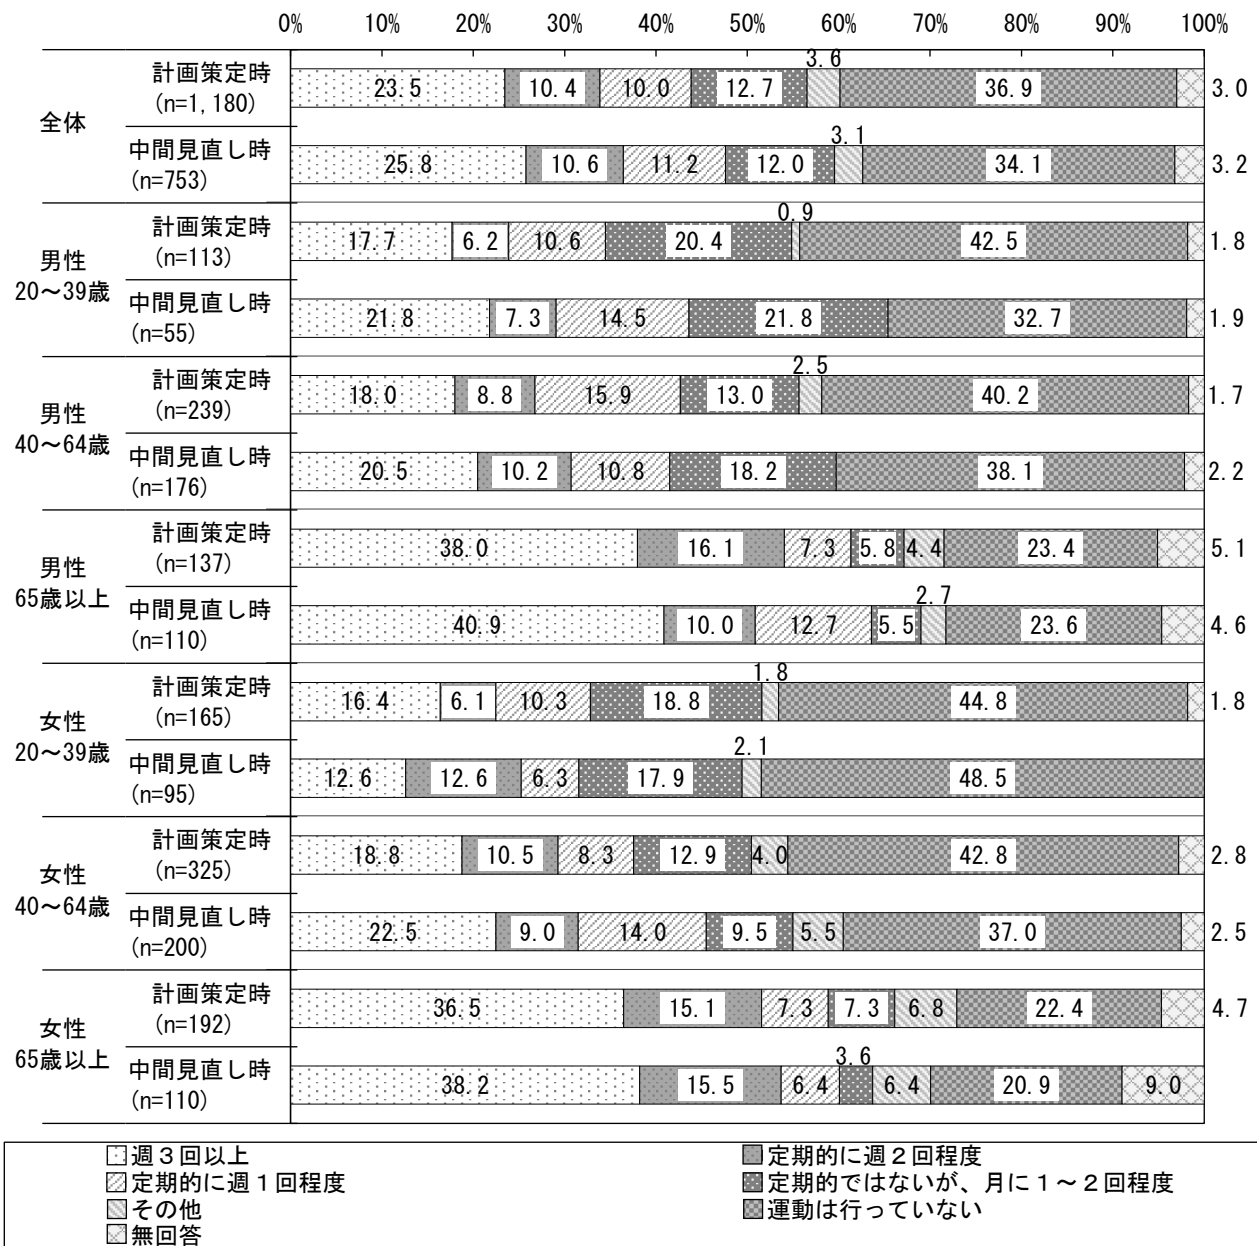 0% 10% 20% 30% 40% 50% 60% 70% 80% 90% 100%
全体
計画策定時
(n=1,180)
23.5 10.4 10.0 12.7 3.6 36.9 3.0
中間見直し時
(n=753)
25.8 10.6 11.2 12.0 3.1 34.1 3.2
男性
20~39歳
計画策定時
(n=113)
17.7 6.2 10.6 20.4 0.9 42.5 1.8
中間見直し時
(n=55)
21.8 7.3 14.5 21.8 32.7 1.9
男性
40~64歳
計画策定時
(n=239)
18.0 8.8 15.9 13.0 2.5 40.2 1.7
中間見直し時
(n=176)
20.5 10.2 10.8 18.2 38.1 2.2
男性
65歳以上
計画策定時
(n=137)
38.0 16.1 7.3 5.8 4.4 23.4 5.1
中間見直し時
(n=110)
40.9 10.0 12.7 5.5 2.7 23.6 4.6
女性
20~39歳
計画策定時
(n=165)
16.4 6.1 10.3 18.8 1.8 44.8 1.8
中間見直し時
(n=95)
12.6 12.6 6.3 17.9 2.1 48.5
女性
40~64歳
計画策定時
(n=325)
18.8 10.5 8.3 12.9 4.0 42.8 2.8
中間見直し時
(n=200)
22.5 9.0 14.0 9.5 5.5 37.0 2.5
女性
65歳以上
計画策定時
(n=192)
36.5 15.1 7.3 7.3 6.8 22.4 4.7
中間見直し時
(n=110)
38.2 15.5 6.4 3.6 6.4 20.9 9.0
週3回以上 定期的に週2回程度
定期的に週1回程度 定期的ではないが、月に1~2回程度
その他 運動は行っていない
無回答